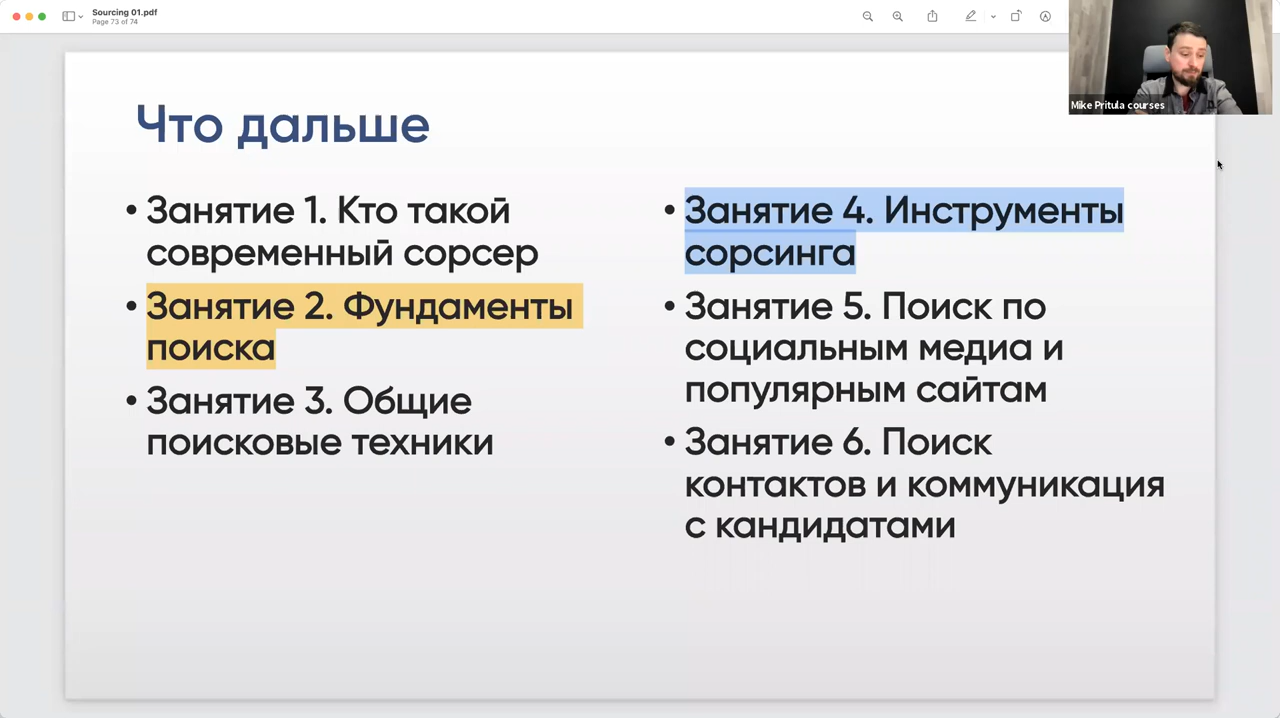 Sourcing 01.pdf
Page 73 of 74
Mike Pritula courses
Что дальше
• Занятие 1. Кто такой
современный сорсер
• Занятие 2. Фундаменты
поиска
• Занятие 3. Общие
поисковые техники
• Занятие 4. Инструменты
сорсинга
• Занятие 5. Поиск по
социальным медиа и
популярным сайтам
• Занятие 6. Поиск
контактов и коммуникация
с кандидатами